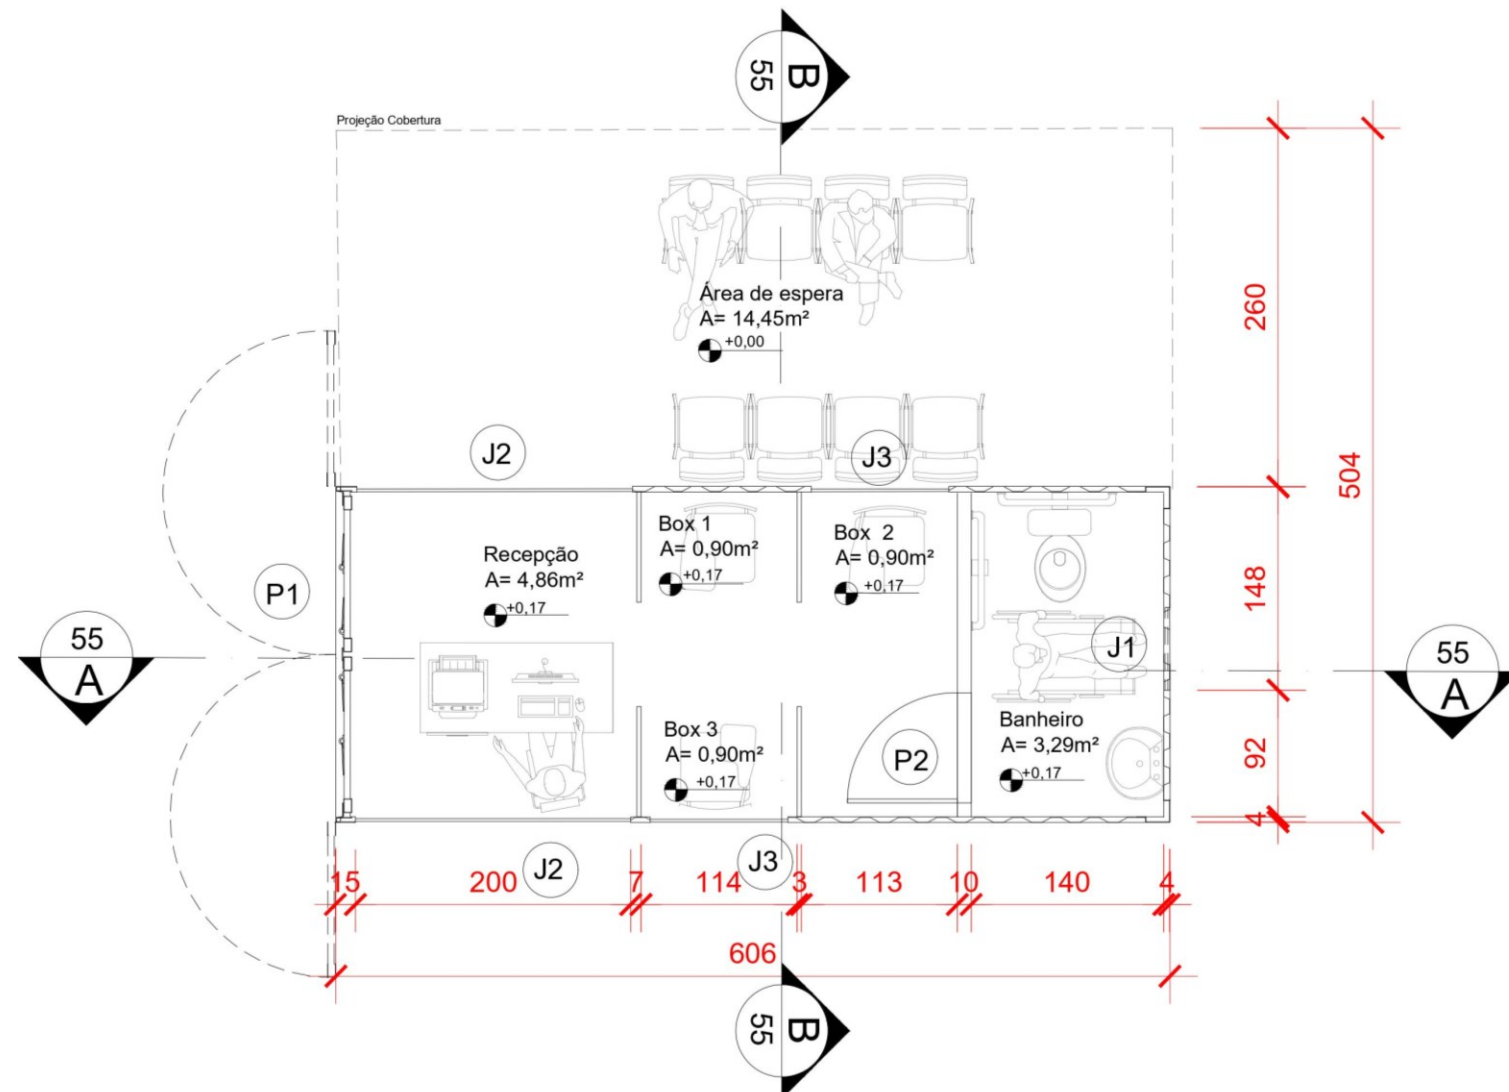 B
55
Projeção Cobertura
Área de espera
A= 14,45m²
+0,00
260
504
J2
J3
Box 1
A= 0,90m²
+0,17
Box 2
A= 0,90m²
+0,17
Recepção
A= 4,86m²
+0,17
P1
148
J1
55
A
55
A
Box 3
A= 0,90m²
+0,17
P2
Banheiro
A= 3,29m²
+0,17
92
4
J2
J3
15
200
7
114
3
113
10
140
4
606
B
55